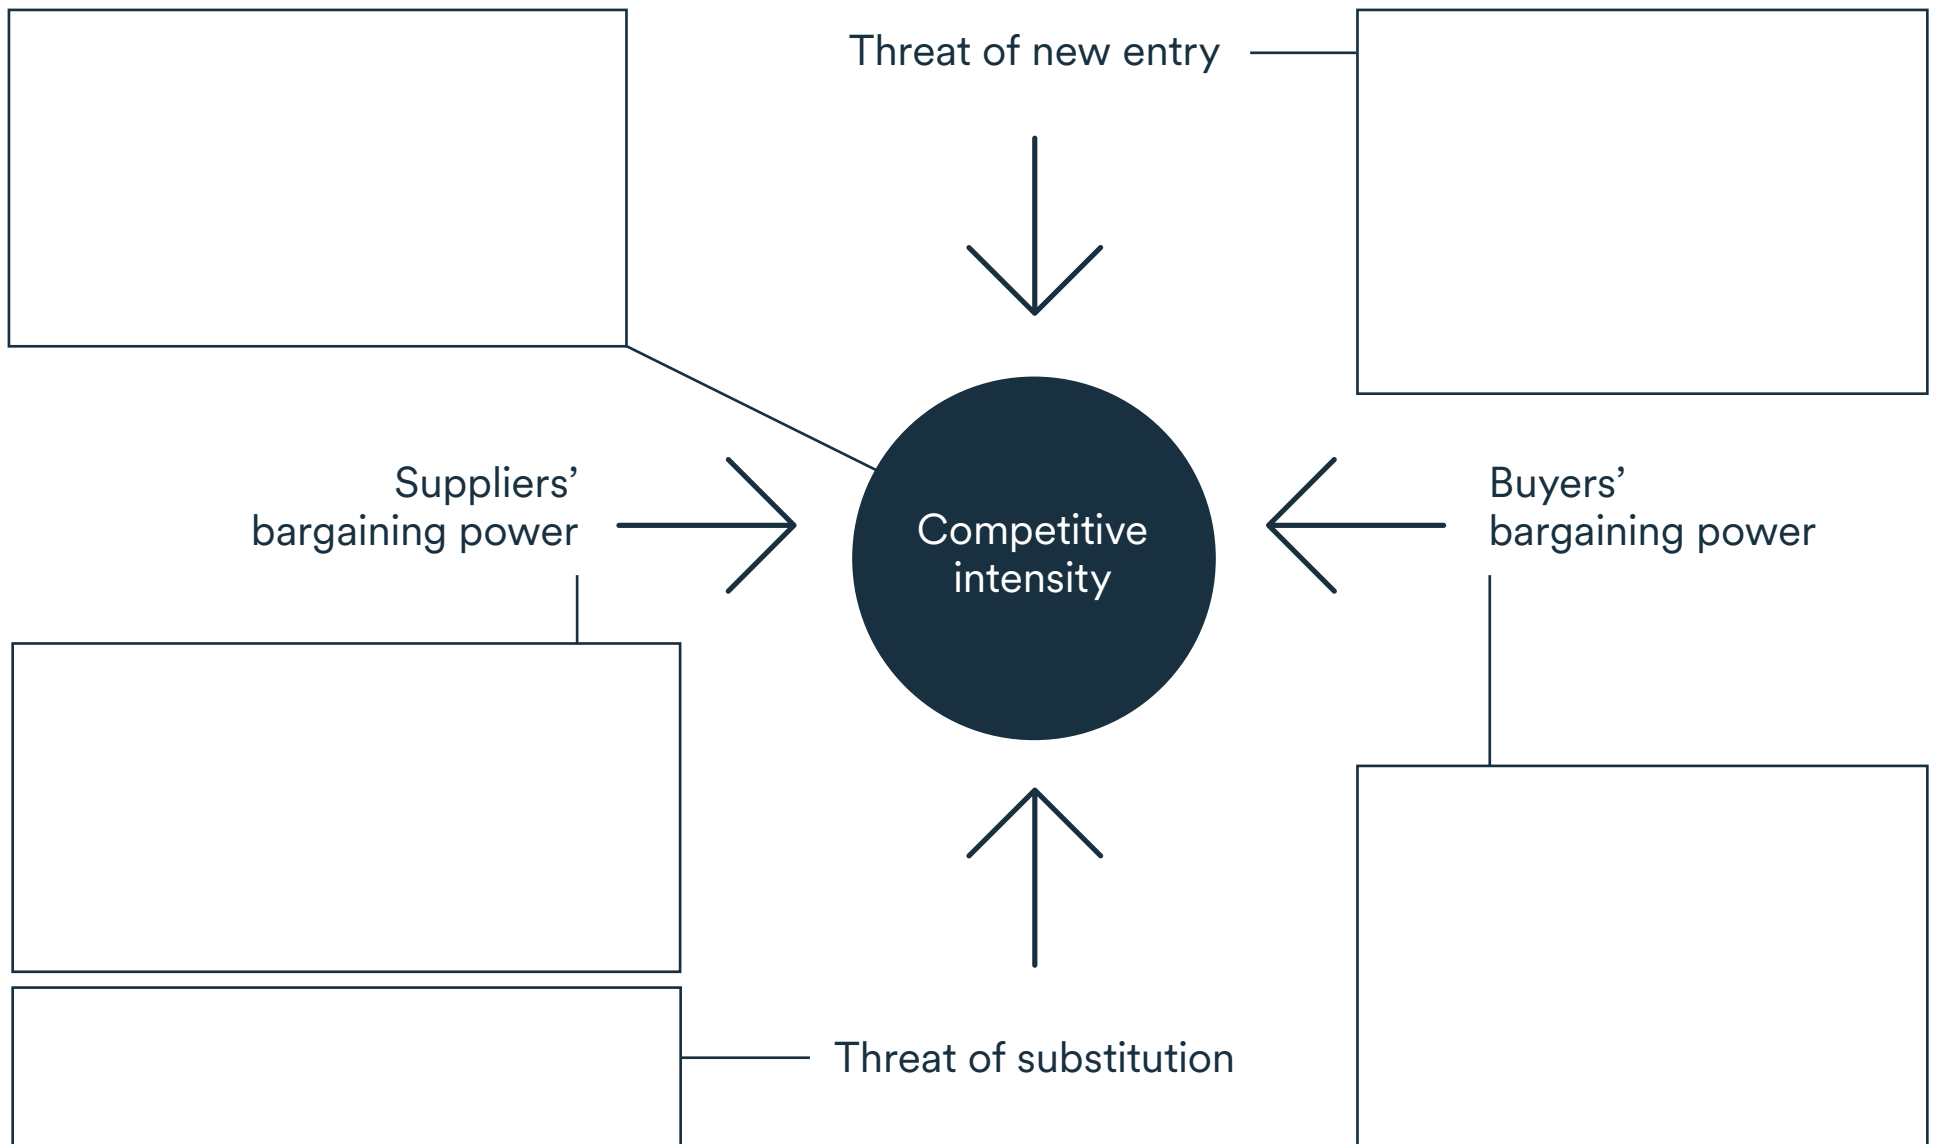 Threat of new entry
Suppliers’
bargaining power
Competitive
intensity
Buyers’
bargaining power
Threat of substitution